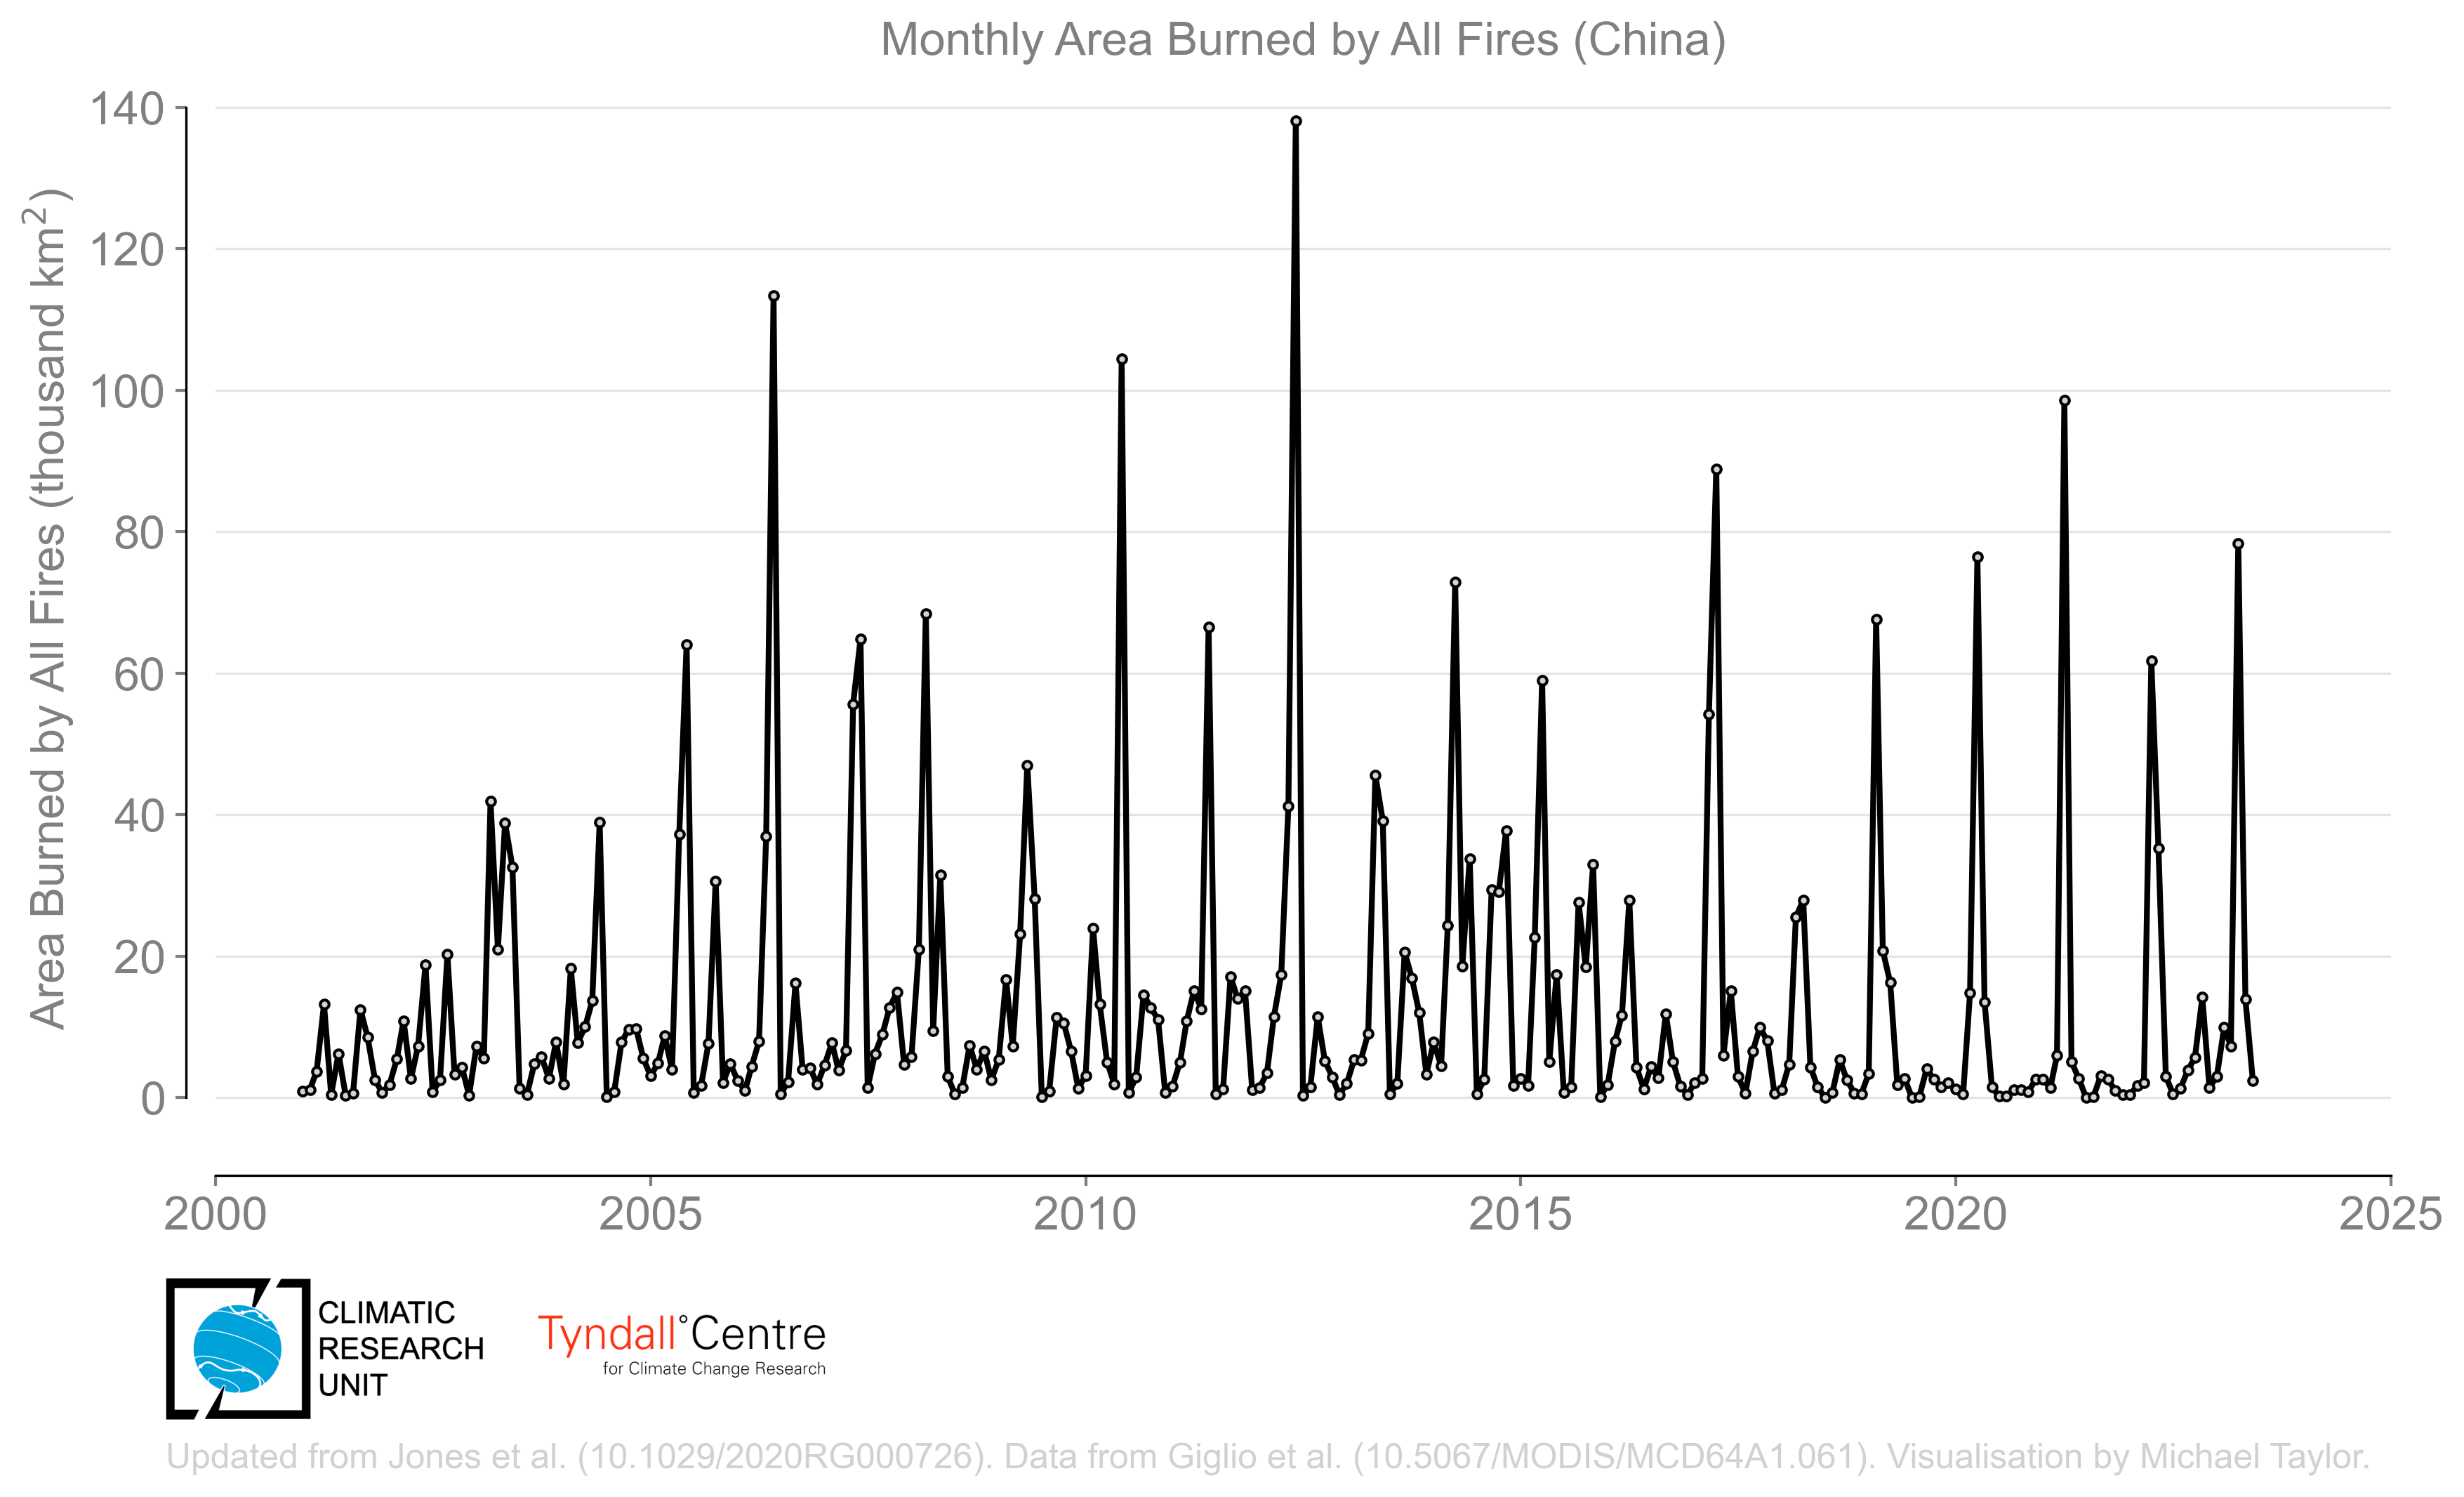 Monthly Area Burned by All Fires (China)
Area Burned by All Fires (thousand km²)
140
120
100
80
60
40
20
0
2000 2005 2010 2015 2020 2025
CLIMATIC
RESEARCH
UNIT
Tyndall°Centre
for Climate Change Research
Updated from Jones et al. (10.1029/2020RG000726). Data from Giglio et al. (10.5067/MODIS/MCD64A1.061). Visualisation by Michael Taylor.